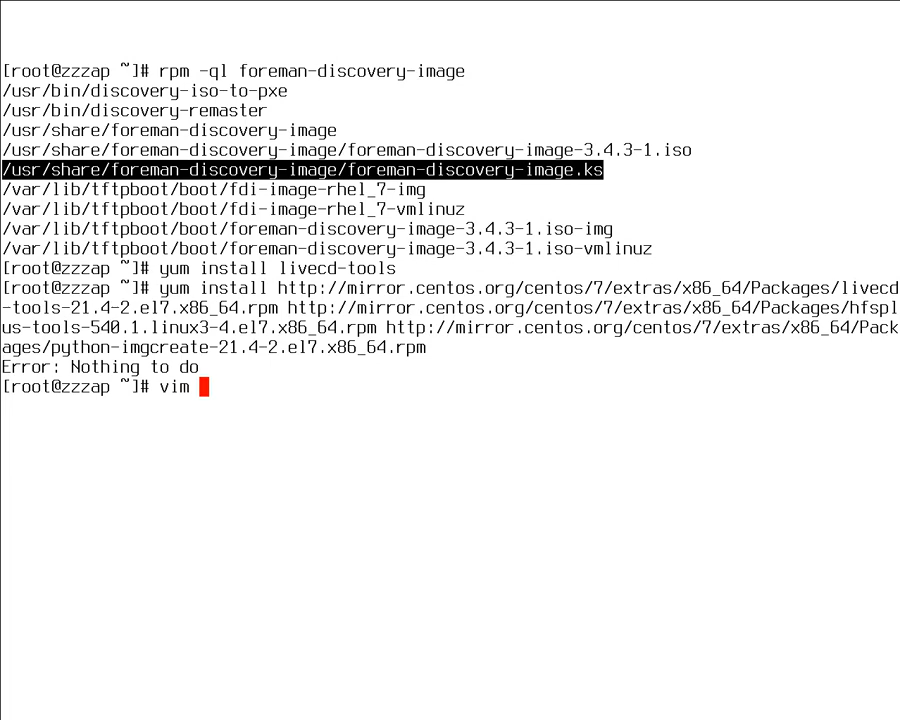 [root@zzzap ~]# rpm -ql foreman-discovery-image
/usr/bin/discovery-iso-to-pxe
/usr/bin/discovery-remaster
/usr/share/foreman-discovery-image
/usr/share/foreman-discovery-image/foreman-discovery-image-3.4.3-1.iso
/usr/share/foreman-discovery-image/foreman-discovery-image.ks
/var/lib/tftpboot/boot/fdi-image-rhel_7-img
/var/lib/tftpboot/boot/fdi-image-rhel_7-vmlinuz
/var/lib/tftpboot/boot/foreman-discovery-image-3.4.3-1.iso-img
/var/lib/tftpboot/boot/foreman-discovery-image-3.4.3-1.iso-vmlinuz
[root@zzzap ~]# yum install livecd-tools
[root@zzzap ~]# yum install http://mirror.centos.org/centos/7/extras/x86_64/Packages/livecd
-tools-21.4-2.el7.x86_64.rpm http://mirror.centos.org/centos/7/extras/x86_64/Packages/hfspl
us-tools-540.1.linux3-4.el7.x86_64.rpm http://mirror.centos.org/centos/7/extras/x86_64/Pack
ages/python-imgcreate-21.4-2.el7.x86_64.rpm
Error: Nothing to do
[root@zzzap ~]# vim